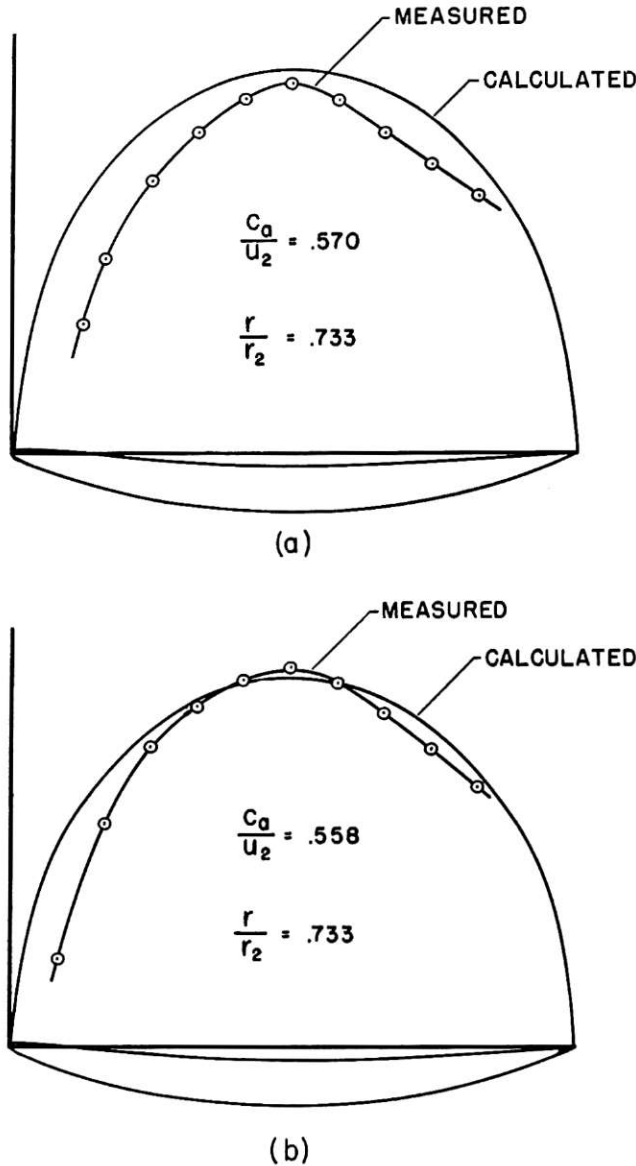 MEASURED
CALCULATED
Ca/u2 = .570
r/r2 = .733
(a)
MEASURED
CALCULATED
Ca/u2 = .558
r/r2 = .733
(b)